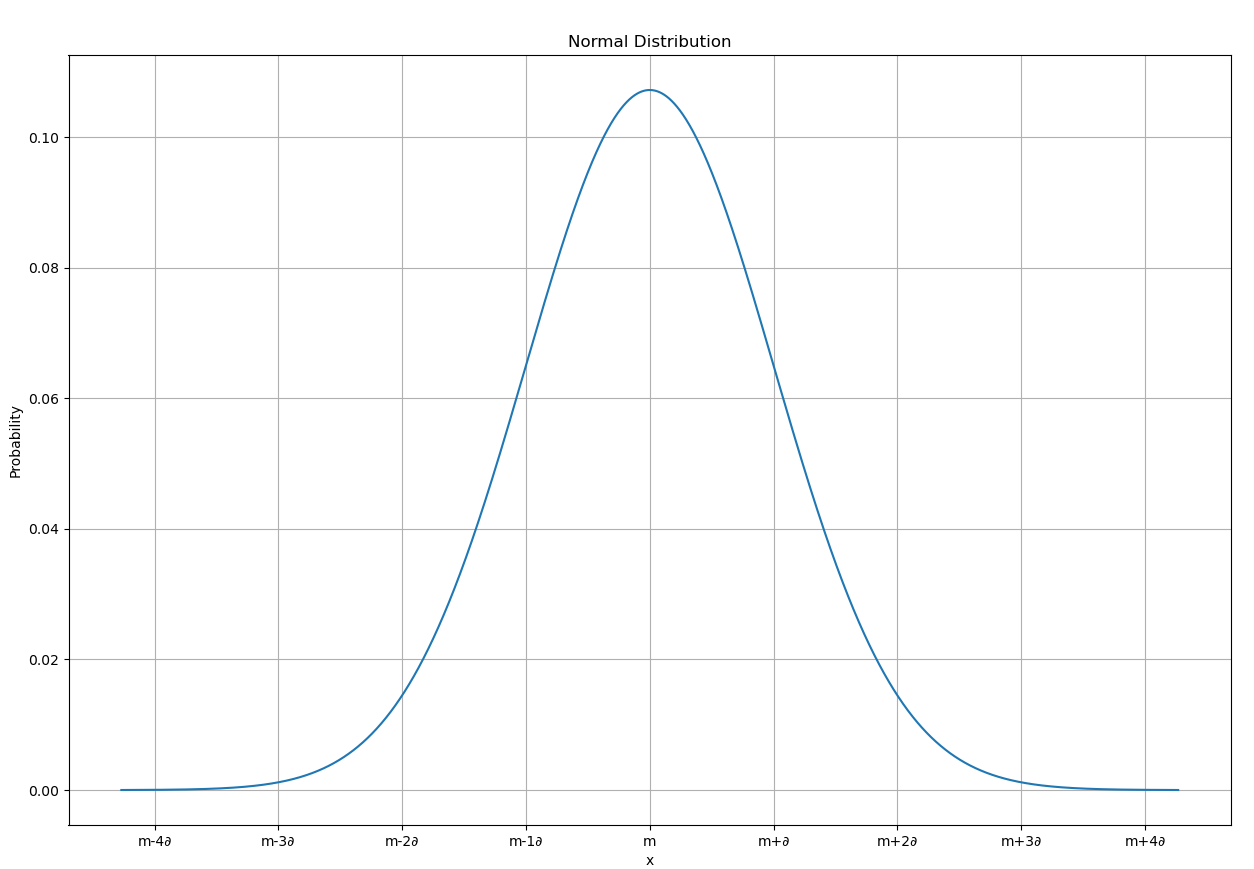 Normal Distribution
Probability
0.10
0.08
0.06
0.04
0.02
0.00
m-4∂ m-3∂ m-2∂ m-1∂ m m+∂ m+2∂ m+3∂ m+4∂
x